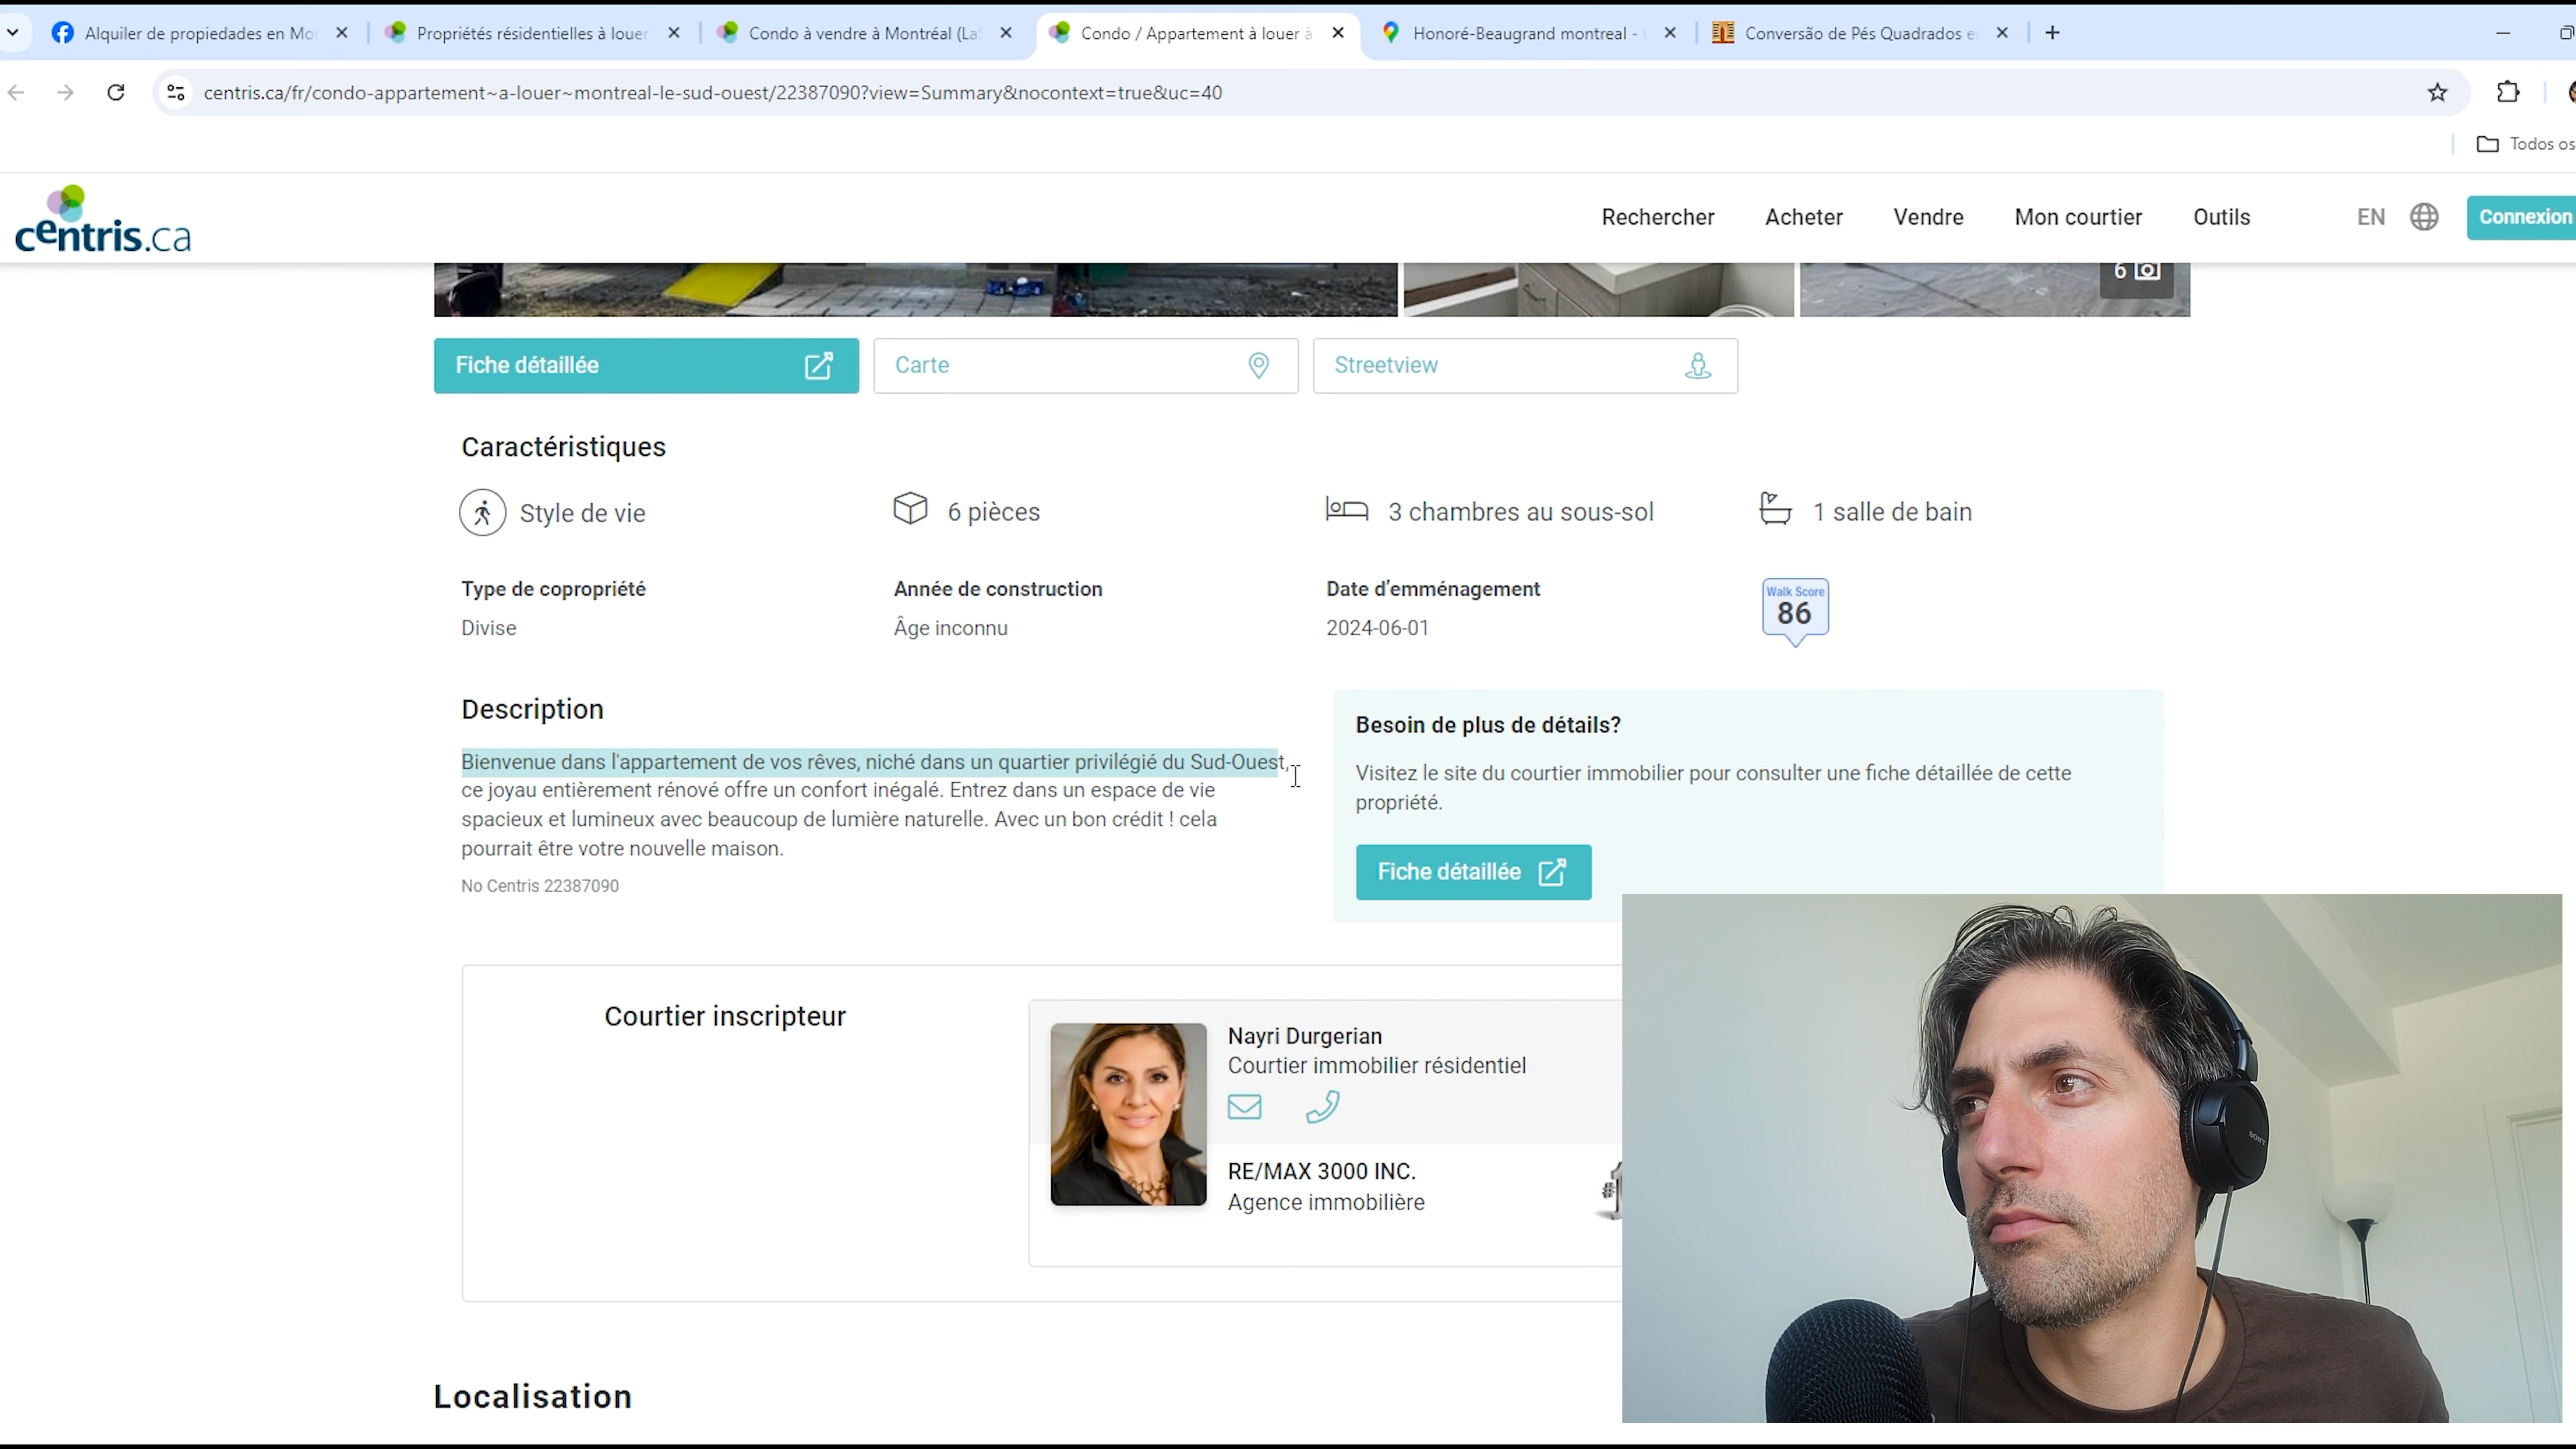 Alquiler de propiedades en Mo
Propriétés résidentielles à louer
Condo à vendre à Montréal (La
Condo / Appartement à louer à
Honoré-Beaugrand montreal -
Conversão de Pés Quadrados e
centris.ca/fr/condo-appartement~a-louer~montreal-le-sud-ouest/22387090?view=Summary&nocontext=true&uc=40
Todos os
centris.ca
Rechercher
Acheter
Vendre
Mon courtier
Outils
EN
Connexion
6
Fiche détaillée
Carte
Streetview
Caractéristiques
Style de vie
6 pièces
3 chambres au sous-sol
1 salle de bain
Type de copropriété
Année de construction
Date d'emménagement
Walk Score
86
Divise
Âge inconnu
2024-06-01
Description
Bienvenue dans l'appartement de vos rêves, niché dans un quartier privilégié du Sud-Ouest,
ce joyau entièrement rénové offre un confort inégalé. Entrez dans un espace de vie
spacieux et lumineux avec beaucoup de lumière naturelle. Avec un bon crédit ! cela
pourrait être votre nouvelle maison.
No Centris 22387090
Besoin de plus de détails?
Visitez le site du courtier immobilier pour consulter une fiche détaillée de cette
propriété.
Fiche détaillée
Courtier inscripteur
Nayri Durgerian
Courtier immobilier résidentiel
RE/MAX 3000 INC.
Agence immobilière
#1
SONY
Localisation